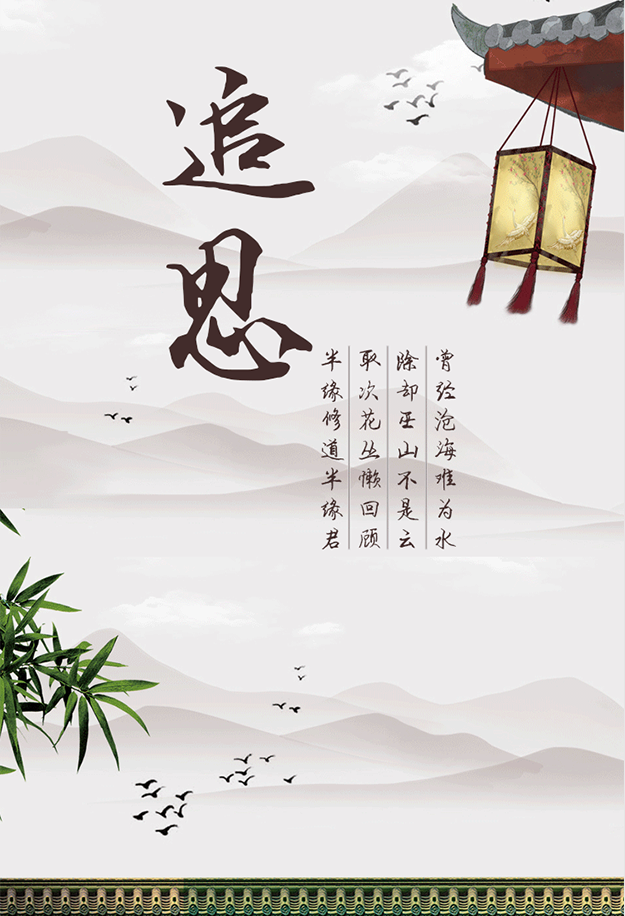 追思
曾经沧海难为水
除却巫山不是云
取次花丛懒回顾
半缘修道半缘君